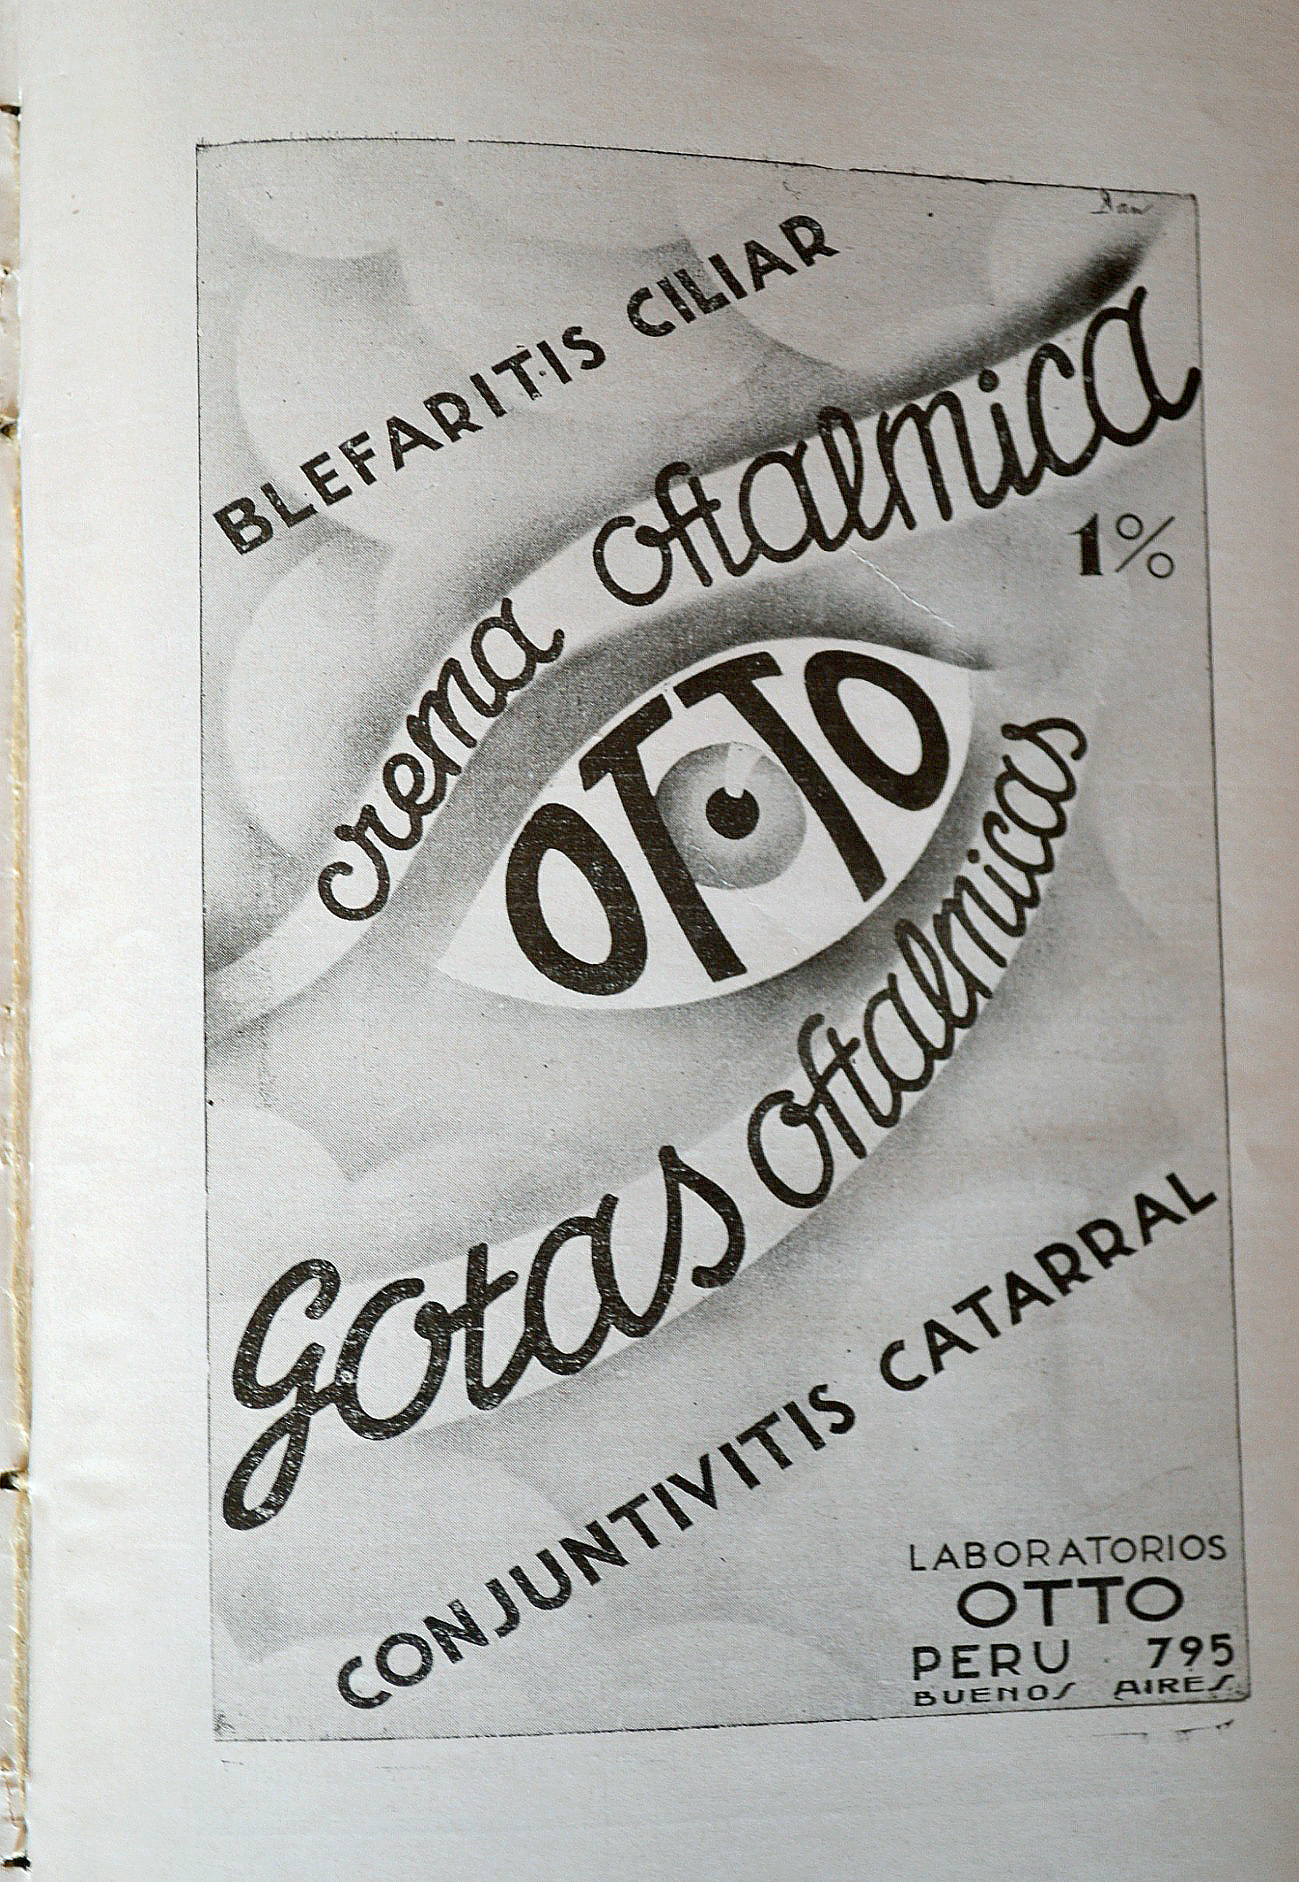 BLEFARITIS CILIAR
crema oftalmica
1%
OTTO
Gotas oftalmicas
CONJUNTIVITIS CATARRAL
LABORATORIOS
OTTO
PERU 795
BUENOS AIRES